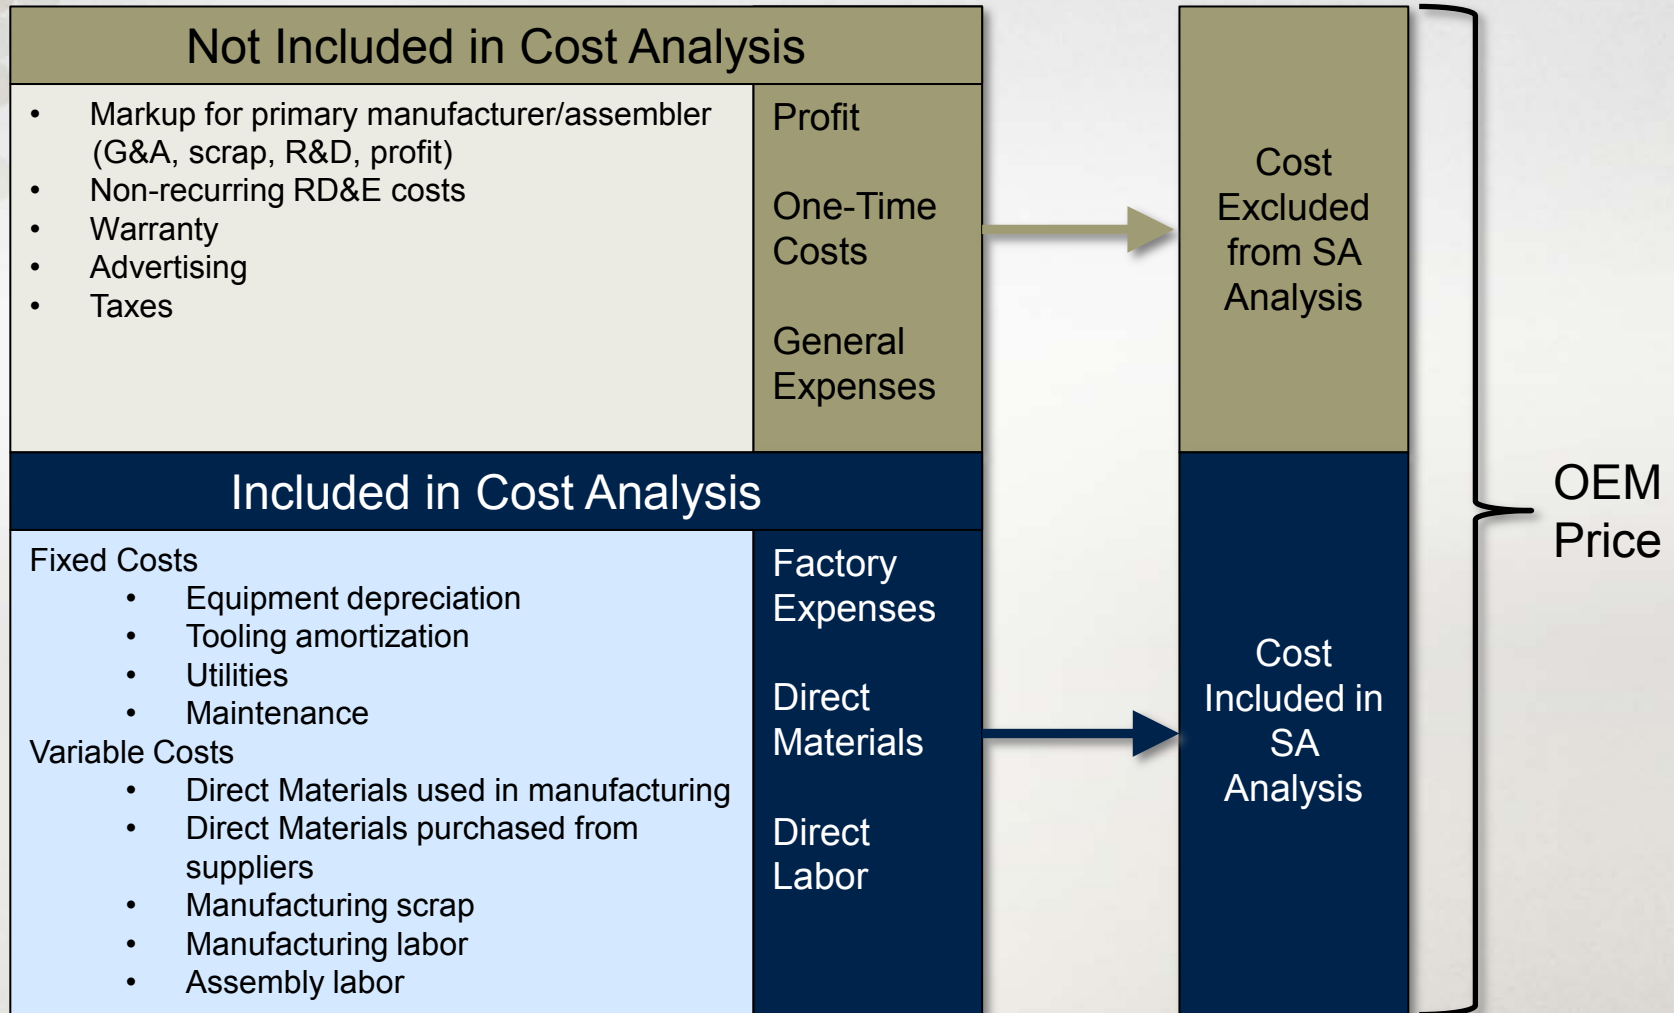 Not Included in Cost Analysis
• Markup for primary manufacturer/assembler
(G&A, scrap, R&D, profit)
• Non-recurring RD&E costs
• Warranty
• Advertising
• Taxes
Profit
One-Time
Costs
General
Expenses
Cost
Excluded
from SA
Analysis
Included in Cost Analysis
Fixed Costs
• Equipment depreciation
• Tooling amortization
• Utilities
• Maintenance
Variable Costs
• Direct Materials used in manufacturing
• Direct Materials purchased from
suppliers
• Manufacturing scrap
• Manufacturing labor
• Assembly labor
Factory
Expenses
Direct
Materials
Direct
Labor
Cost
Included in
SA
Analysis
OEM
Price